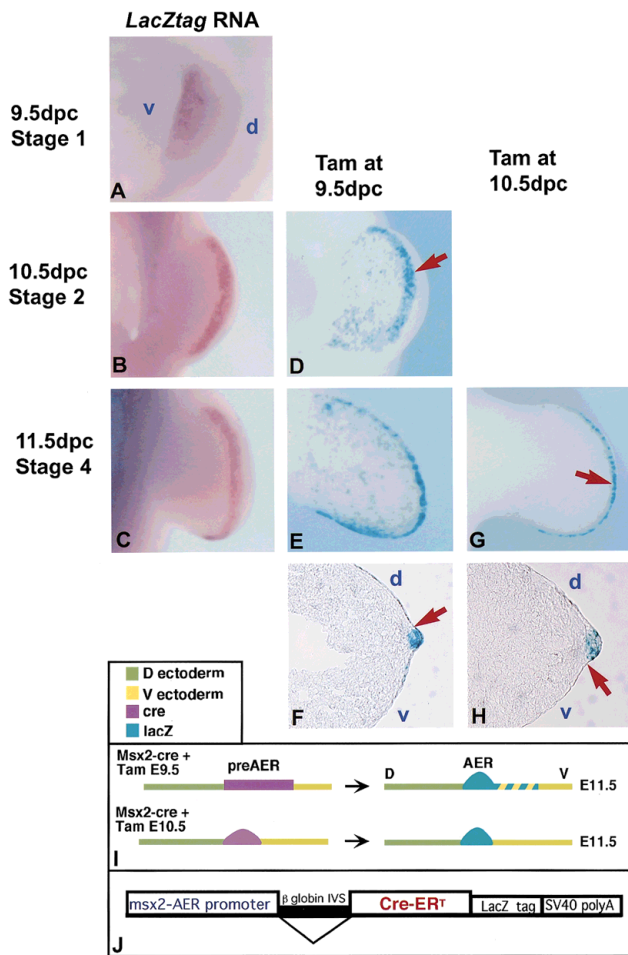 LacZtag RNA
9.5dpc
Stage 1
v
d
A
Tam at
9.5dpc
Tam at
10.5dpc
10.5dpc
Stage 2
B
D
11.5dpc
Stage 4
C
E
G
d
v
F
d
v
H
D ectoderm
V ectoderm
cre
lacZ
Msx2-cre +
Tam E9.5
preAER
D
AER
V
E11.5
Msx2-cre +
Tam E10.5
E11.5
I
msx2-AER promoter
β globin IVS
Cre-ERᵀ
LacZ tag
SV40 polyA
J